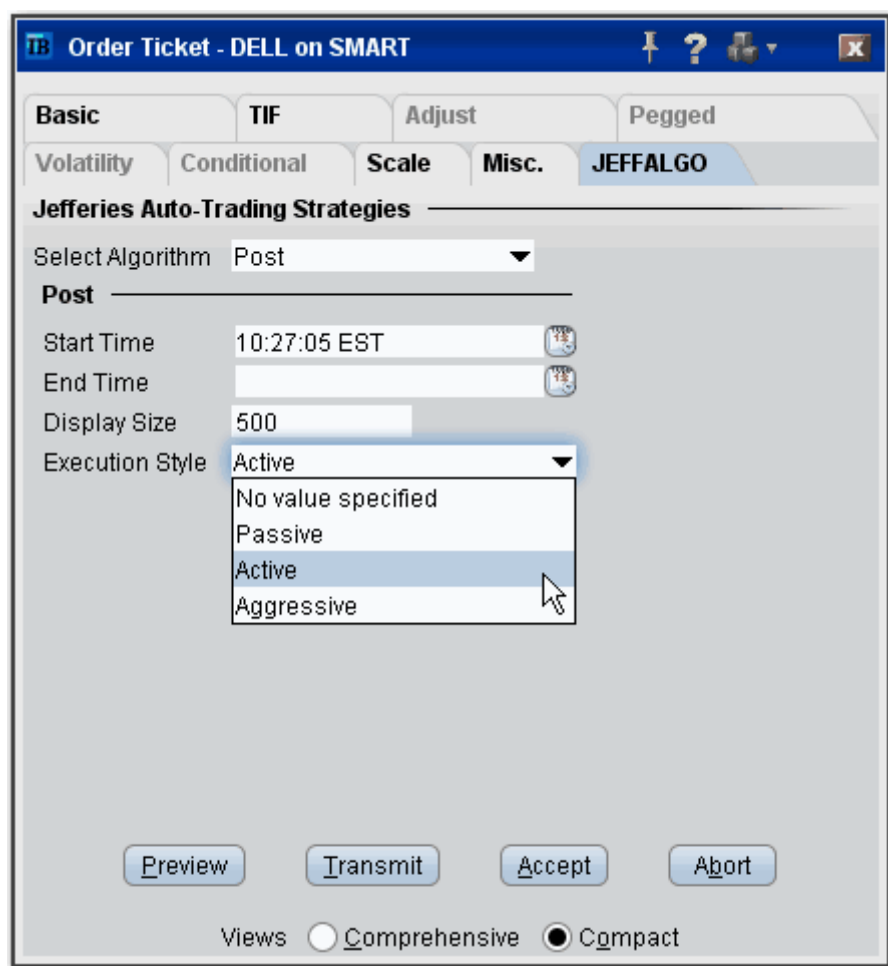 TB Order Ticket - DELL on SMART ?
Basic TIF Adjust Pegged
Volatility Conditional Scale Misc. JEFFALGO
Jefferies Auto-Trading Strategies
Select Algorithm Post
Post
Start Time 10:27:05 EST
End Time
Display Size 500
Execution Style Active
No value specified
Passive
Active
Aggressive
Preview Transmit Accept Abort
Views Comprehensive Compact